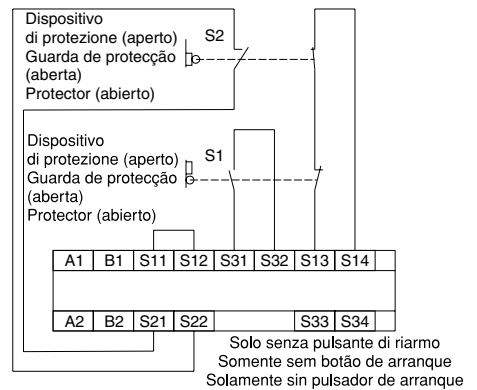 Dispositivo
di protezione (aperto)
Guarda de protecção
(aberta)
Protector (abierto)
S2
Dispositivo
di protezione (aperto)
Guarda de protecção
(aberta)
Protector (abierto)
S1
A1 B1 S11 S12 S31 S32 S13 S14
A2 B2 S21 S22 S33 S34
Solo senza pulsante di riarmo
Somente sem botão de arranque
Solamente sin pulsador de arranque